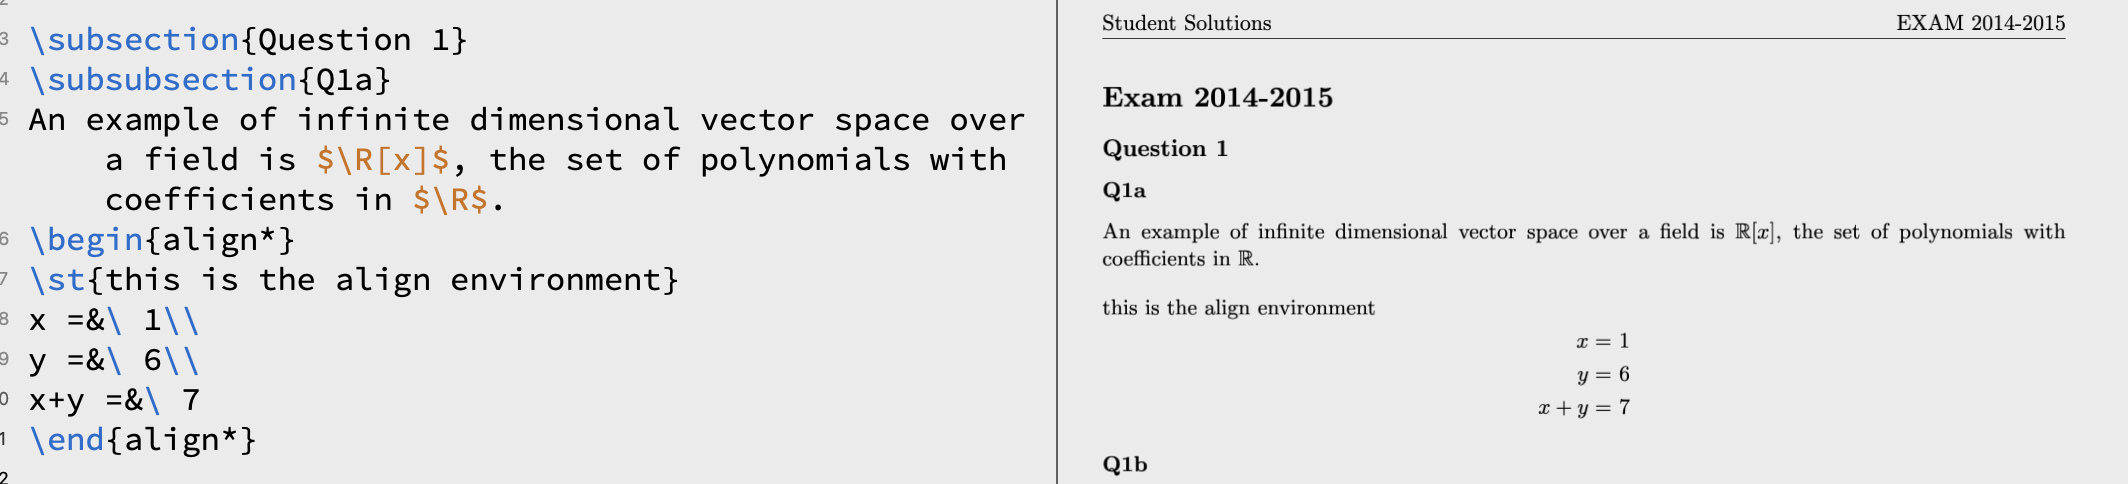 3 \subsection{Question 1}
4 \subsubsection{Q1a}
5 An example of infinite dimensional vector space over
a field is $\R[x]$, the set of polynomials with
coefficients in $\R$.
6 \begin{align*}
7 \st{this is the align environment}
8 x =&\ 1\\
9 y =&\ 6\\
0 x+y =&\ 7
1 \end{align*}
2
Student Solutions EXAM 2014-2015
Exam 2014-2015
Question 1
Q1a
An example of infinite dimensional vector space over a field is ℝ[x], the set of polynomials with
coefficients in ℝ.
this is the align environment
x = 1
y = 6
x + y = 7
Q1b